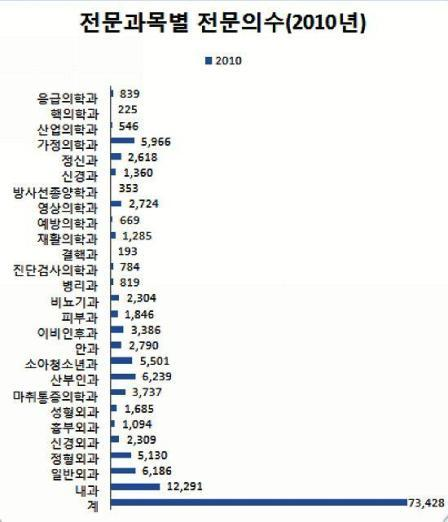 전문과목별 전문의수(2010년)
2010
응급의학과 839
핵의학과 225
산업의학과 546
가정의학과 5,966
정신과 2,618
신경과 1,360
방사선종양학과 353
영상의학과 2,724
예방의학과 669
재활의학과 1,285
결핵과 193
진단검사의학과 784
병리과 819
비뇨기과 2,304
피부과 1,846
이비인후과 3,386
안과 2,790
소아청소년과 5,501
산부인과 6,239
마취통증의학과 3,737
성형외과 1,685
흉부외과 1,094
신경외과 2,309
정형외과 5,130
일반외과 6,186
내과 12,291
계 73,428